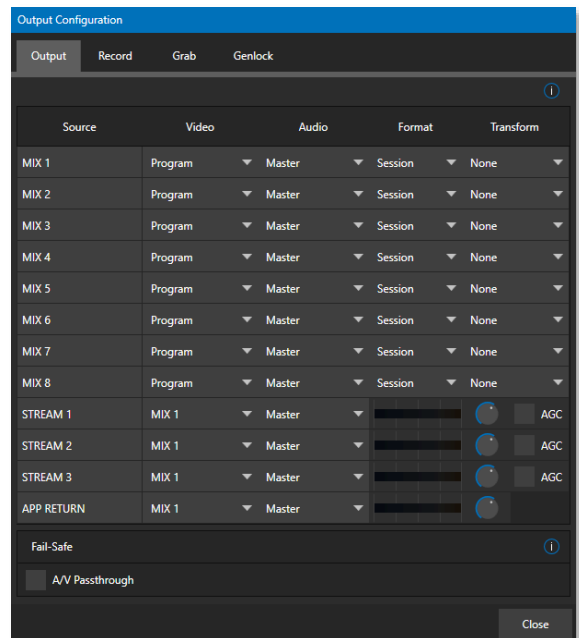 Output Configuration
Output Record Grab Genlock
Source Video Audio Format Transform
MIX 1 Program Master Session None
MIX 2 Program Master Session None
MIX 3 Program Master Session None
MIX 4 Program Master Session None
MIX 5 Program Master Session None
MIX 6 Program Master Session None
MIX 7 Program Master Session None
MIX 8 Program Master Session None
STREAM 1 MIX 1 Master AGC
STREAM 2 MIX 1 Master AGC
STREAM 3 MIX 1 Master AGC
APP RETURN MIX 1 Master
Fail-Safe
A/V Passthrough
Close